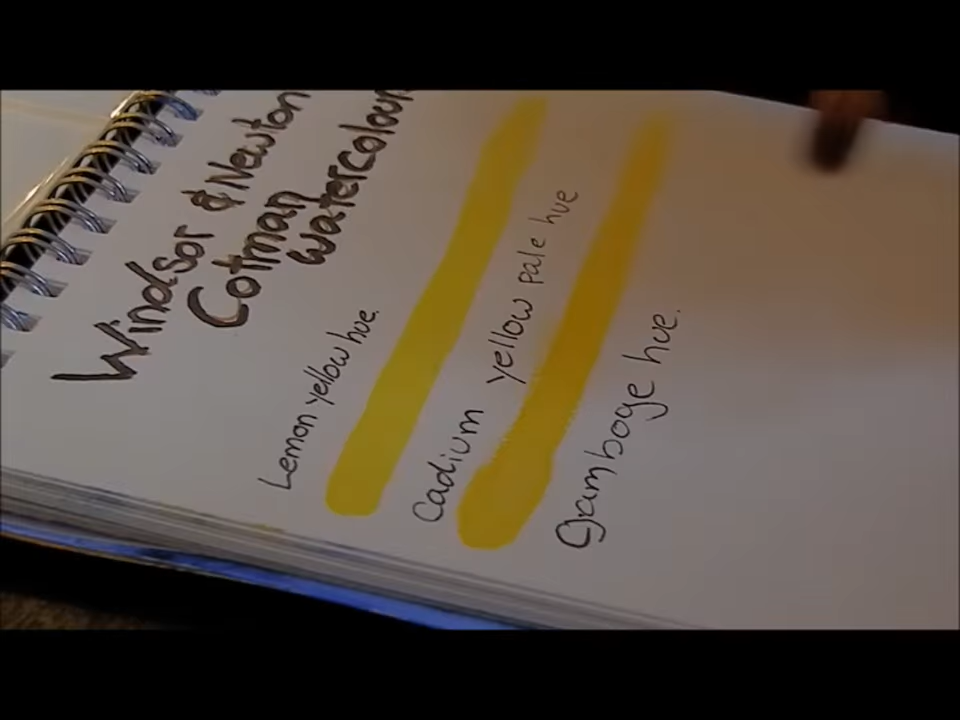 Windsor & Newton
Cotman
watercolour
Lemon yellow hue.
Cadium yellow pale hue
Gamboge hue.